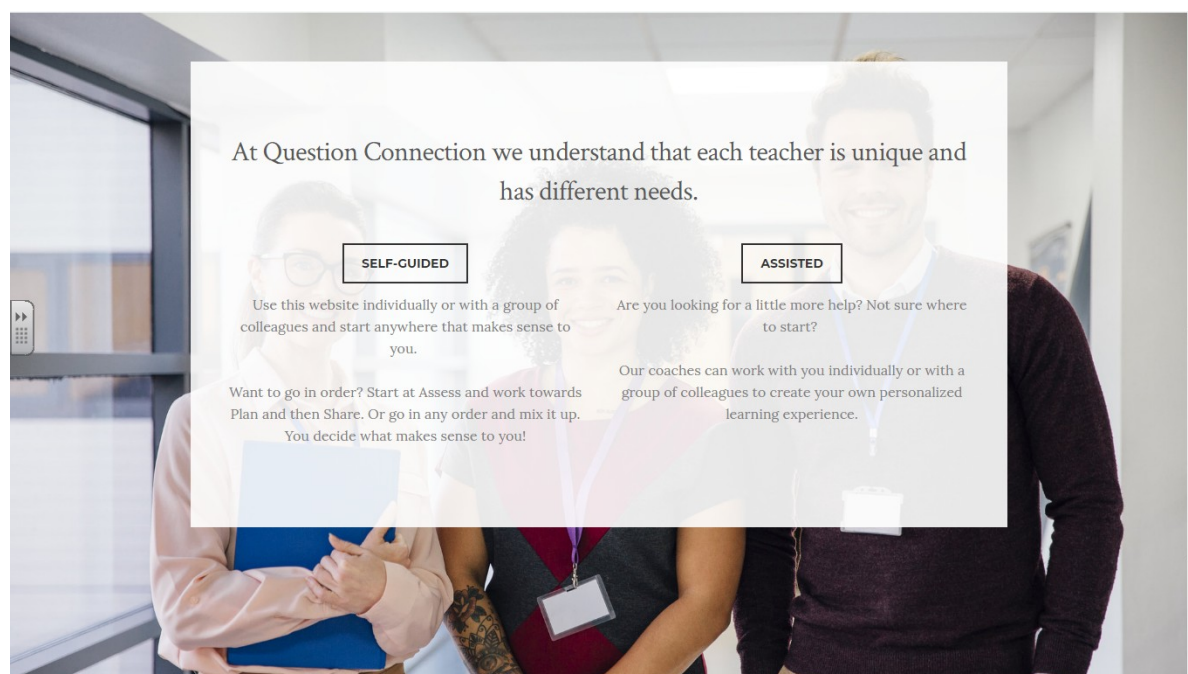 At Question Connection we understand that each teacher is unique and
has different needs.
SELF-GUIDED
Use this website individually or with a group of
colleagues and start anywhere that makes sense to
you.
Want to go in order? Start at Assess and work towards
Plan and then Share. Or go in any order and mix it up.
You decide what makes sense to you!
ASSISTED
Are you looking for a little more help? Not sure where
to start?
Our coaches can work with you individually or with a
group of colleagues to create your own personalized
learning experience.